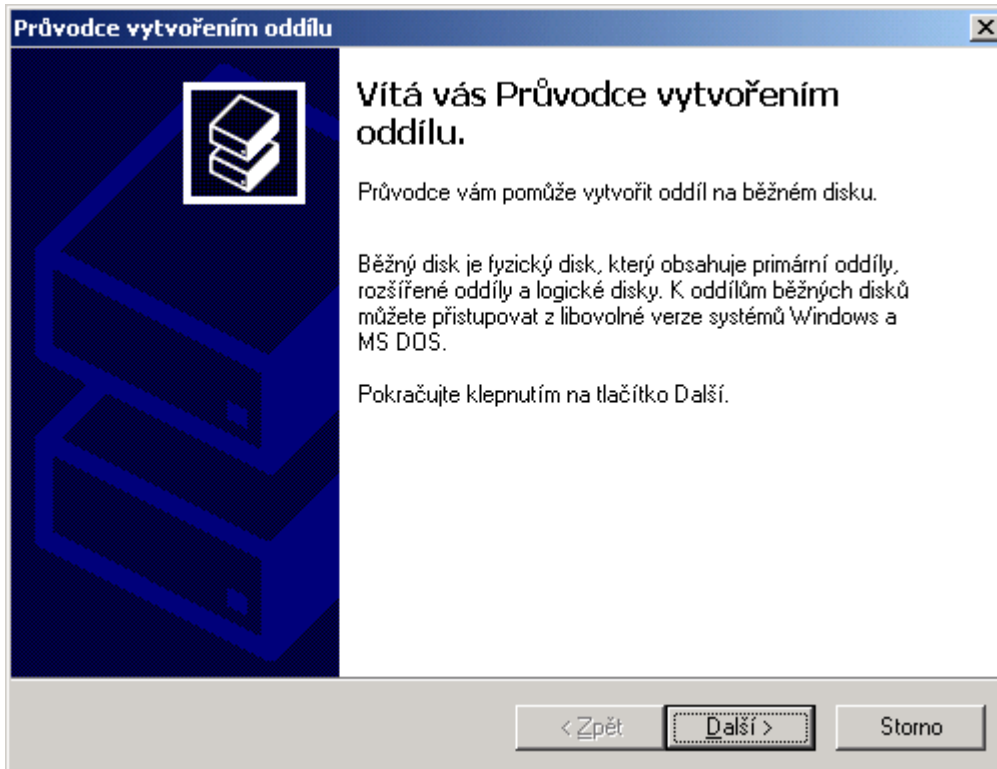 Průvodce vytvořením oddílu
Vítá vás Průvodce vytvořením
oddílu.
Průvodce vám pomůže vytvořit oddíl na běžném disku.
Běžný disk je fyzický disk, který obsahuje primární oddíly,
rozšířené oddíly a logické disky. K oddílům běžných disků
můžete přistupovat z libovolné verze systémů Windows a
MS DOS.
Pokračujte klepnutím na tlačítko Další.
< Zpět
Další >
Storno